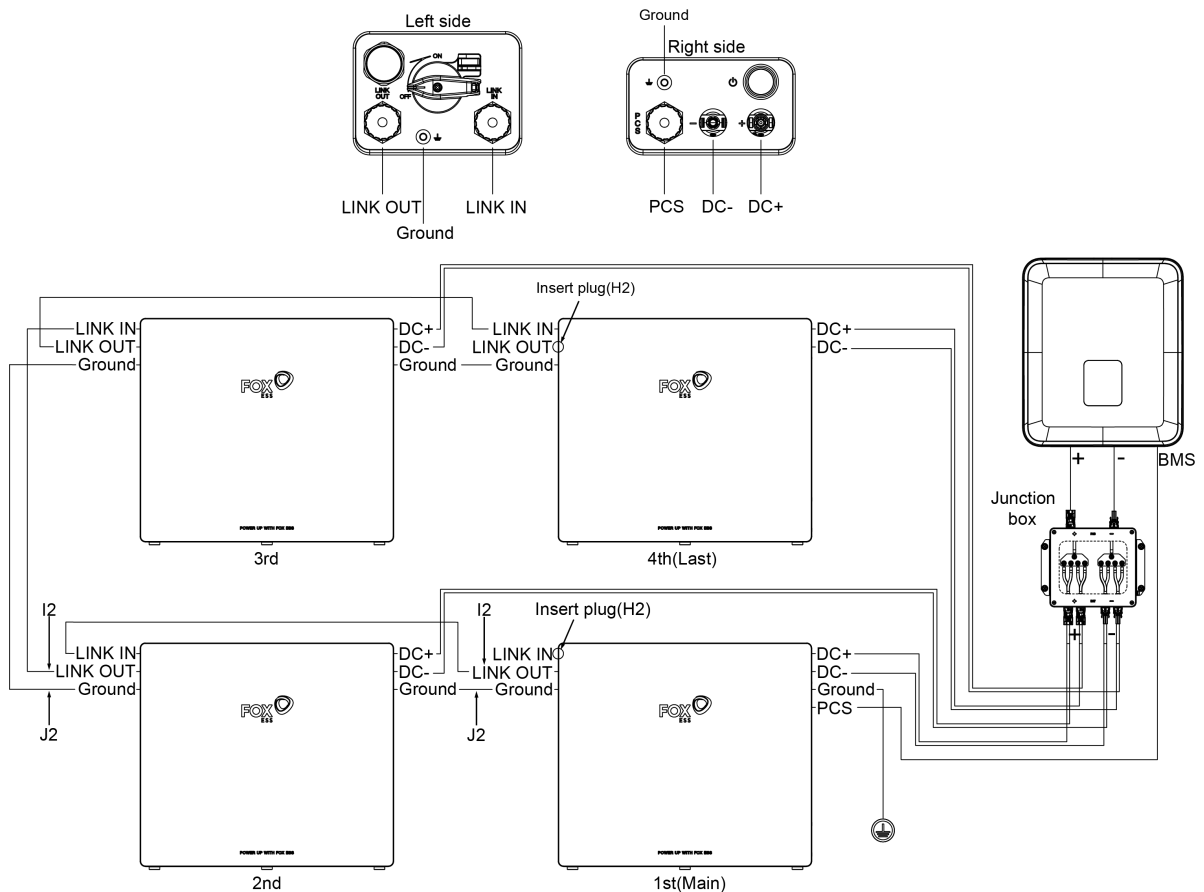 Left side
ON
OFF
LINK
OUT
LINK
IN
LINK OUT
LINK IN
Ground
Ground
Right side
PCS
-
+
PCS
DC-
DC+
Insert plug(H2)
LINK IN
LINK OUT
Ground
DC+
DC-
Ground
LINK IN
LINK OUT
Ground
DC+
DC-
FOX
ESS
POWER UP WITH FOX ESS
3rd
FOX
ESS
POWER UP WITH FOX ESS
4th(Last)
+
-
BMS
Junction
box
+
-
+
-
+
-
I2
I2
Insert plug(H2)
LINK IN
LINK OUT
Ground
J2
DC+
DC-
Ground
LINK IN
LINK OUT
Ground
J2
DC+
DC-
Ground
PCS
FOX
ESS
POWER UP WITH FOX ESS
2nd
FOX
ESS
POWER UP WITH FOX ESS
1st(Main)